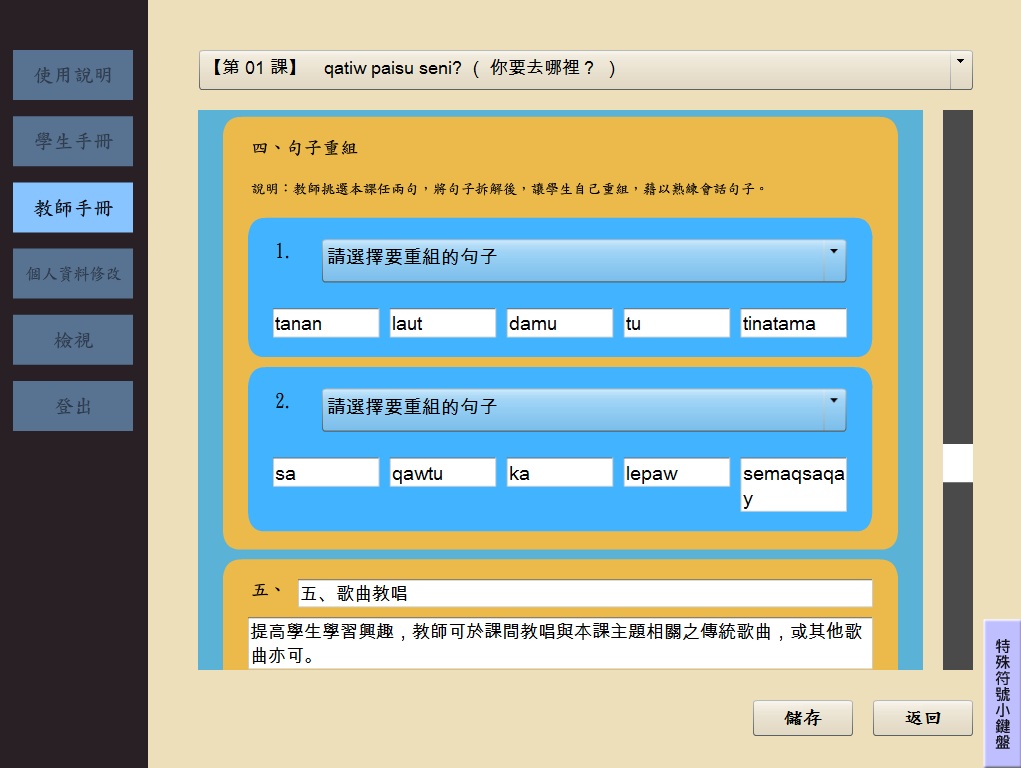 使用說明
學生手冊
教師手冊
個人資料修改
檢視
登出
【第 01 課】 qatiw paisu seni? ( 你要去哪裡？ )
四、句子重組
說明：教師挑選本課任兩句，將句子拆解後，讓學生自己重組，藉以熟練會話句子。
1. 請選擇要重組的句子
tanan laut damu tu tinatama
2. 請選擇要重組的句子
sa qawtu ka lepaw semaqsaqa
y
五、 五、歌曲教唱
提高學生學習興趣，教師可於課間教唱與本課主題相關之傳統歌曲，或其他歌
曲亦可。
儲存 返回
特殊符號小鍵盤